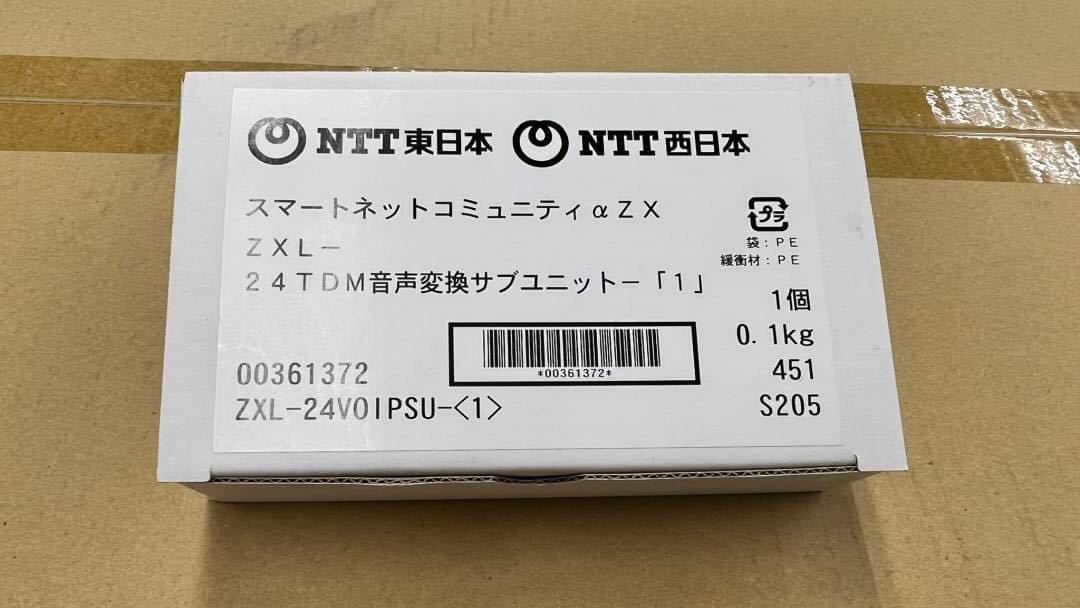 NTT東日本 NTT西日本
スマートネットコミュニティαZX
ZXL－
24TDM音声変換サブユニット－「1」
プラ
袋：PE
緩衝材：PE
1個
0.1kg
451
S205
*00361372*
00361372
ZXL-24VOIPSU-<1>